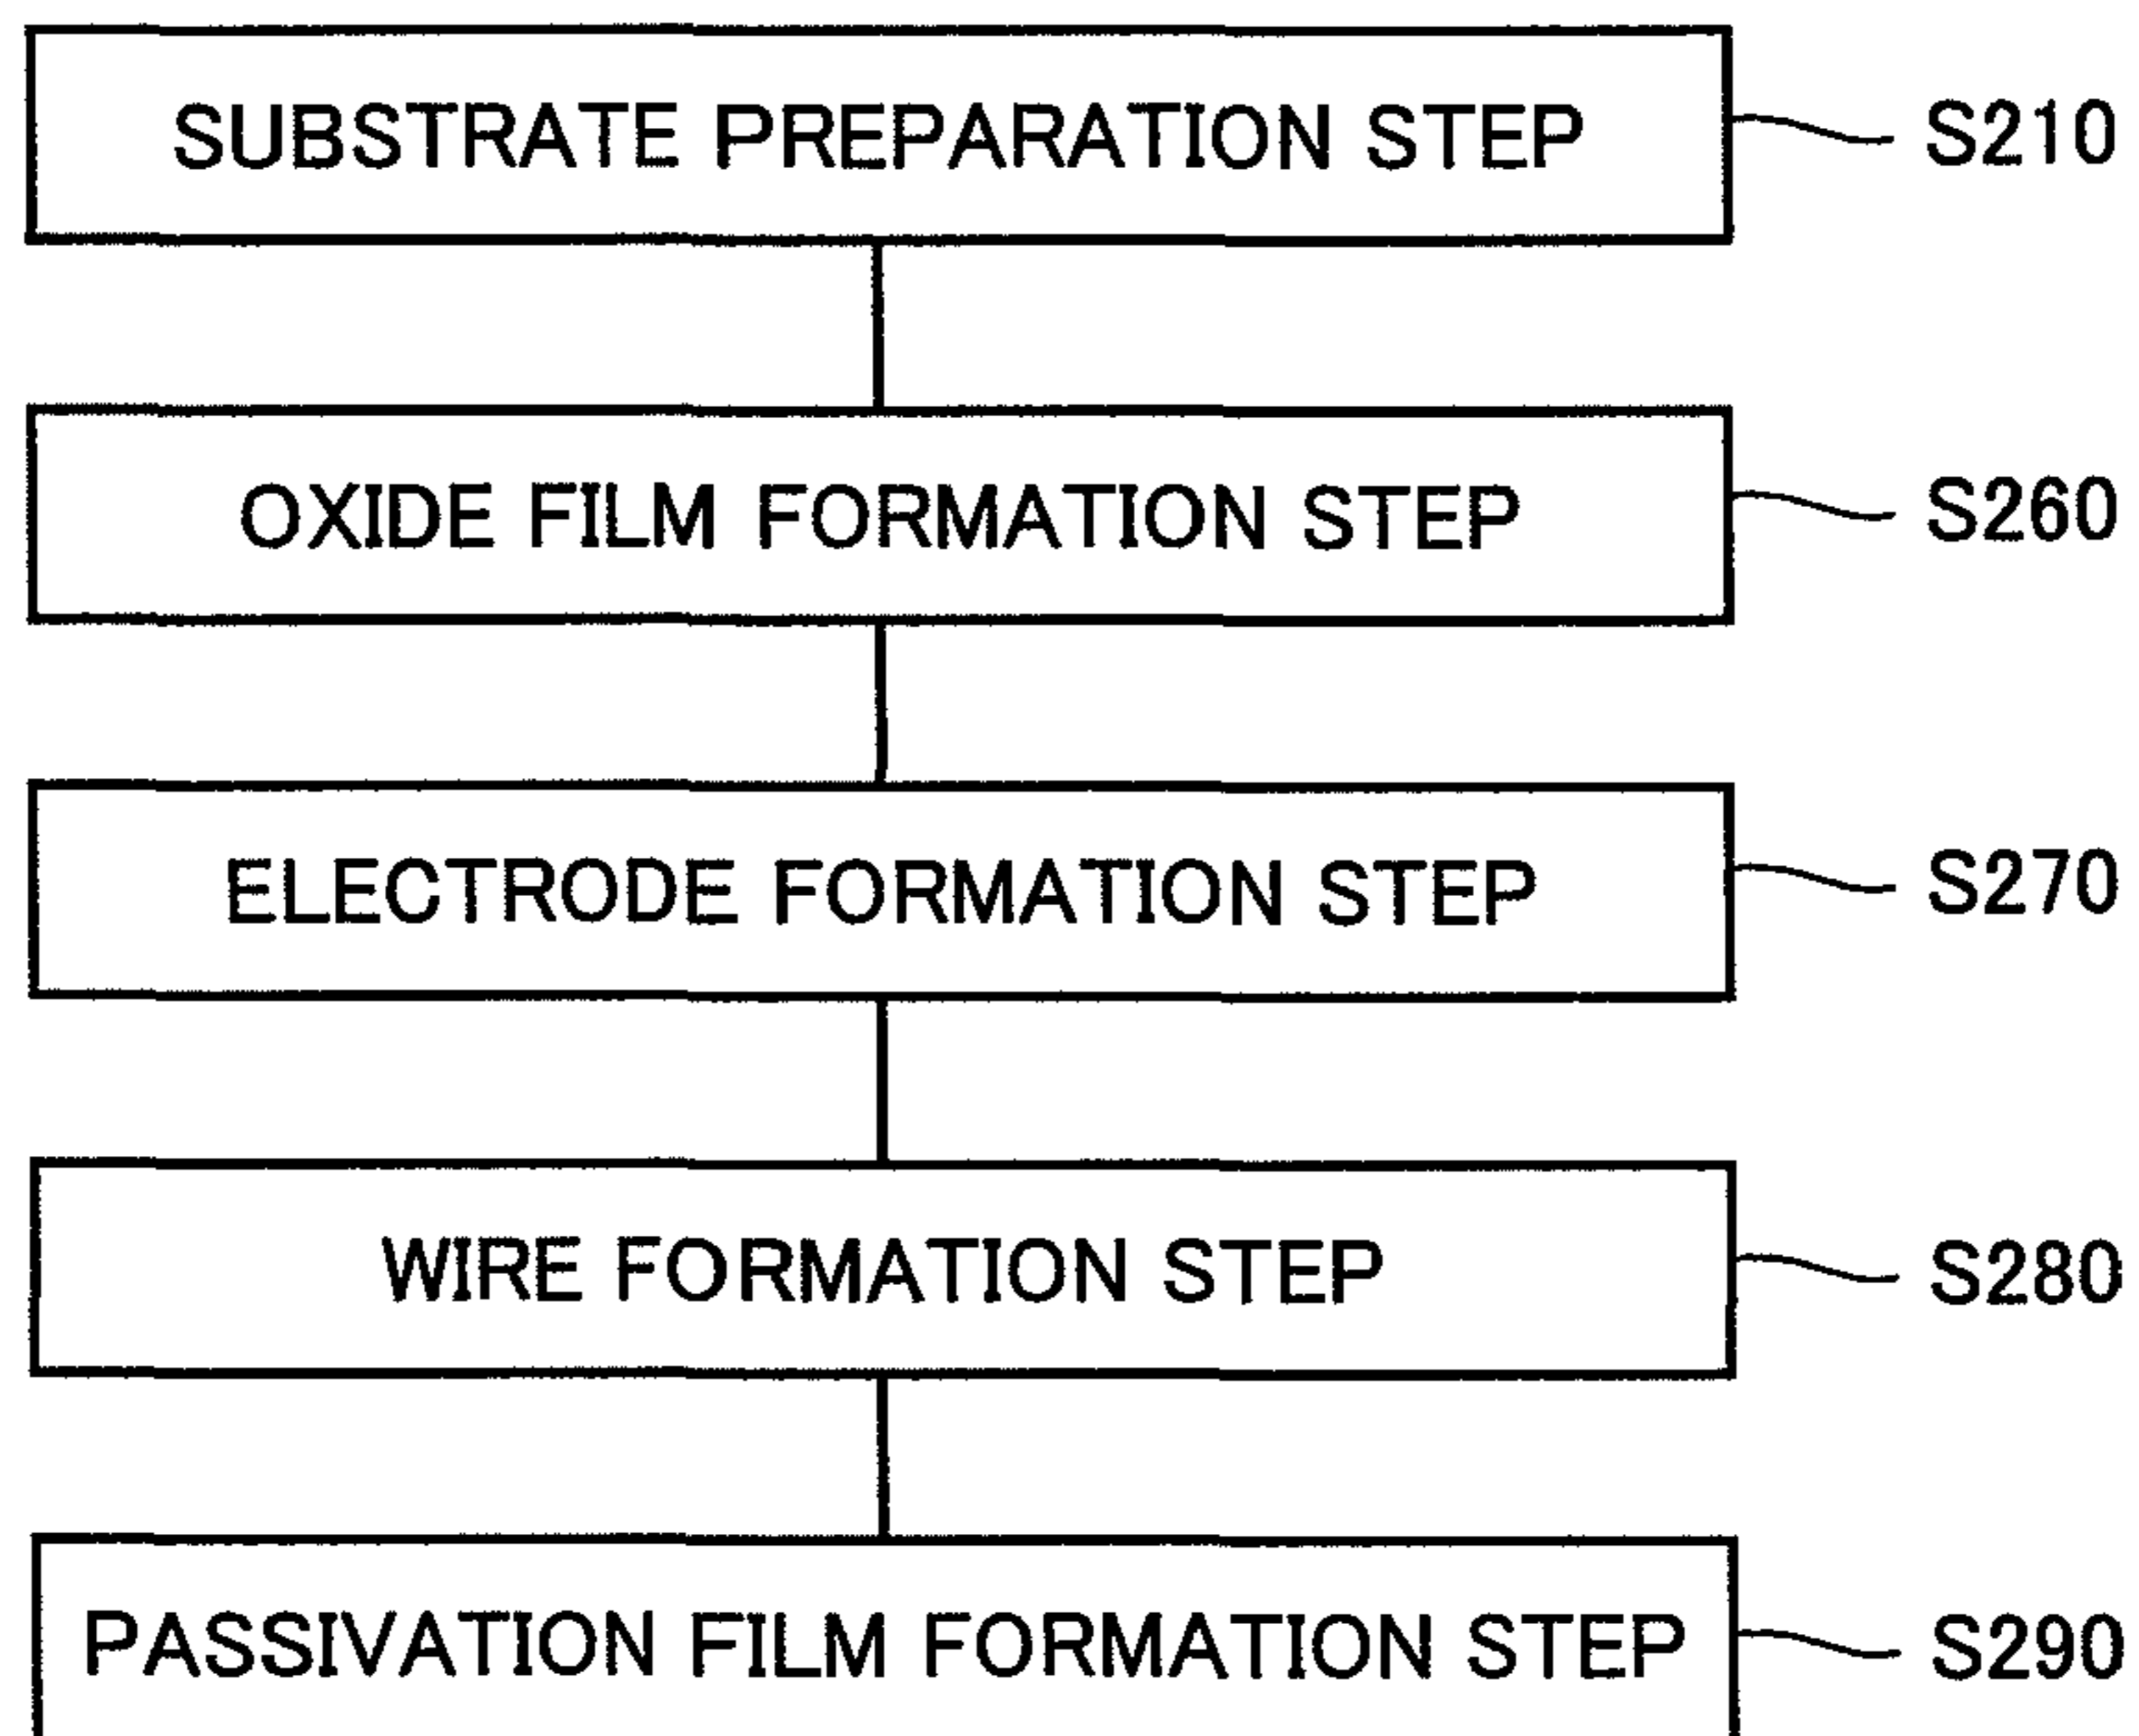 SUBSTRATE PREPARATION STEP S210
OXIDE FILM FORMATION STEP S260
ELECTRODE FORMATION STEP S270
WIRE FORMATION STEP S280
PASSIVATION FILM FORMATION STEP S290